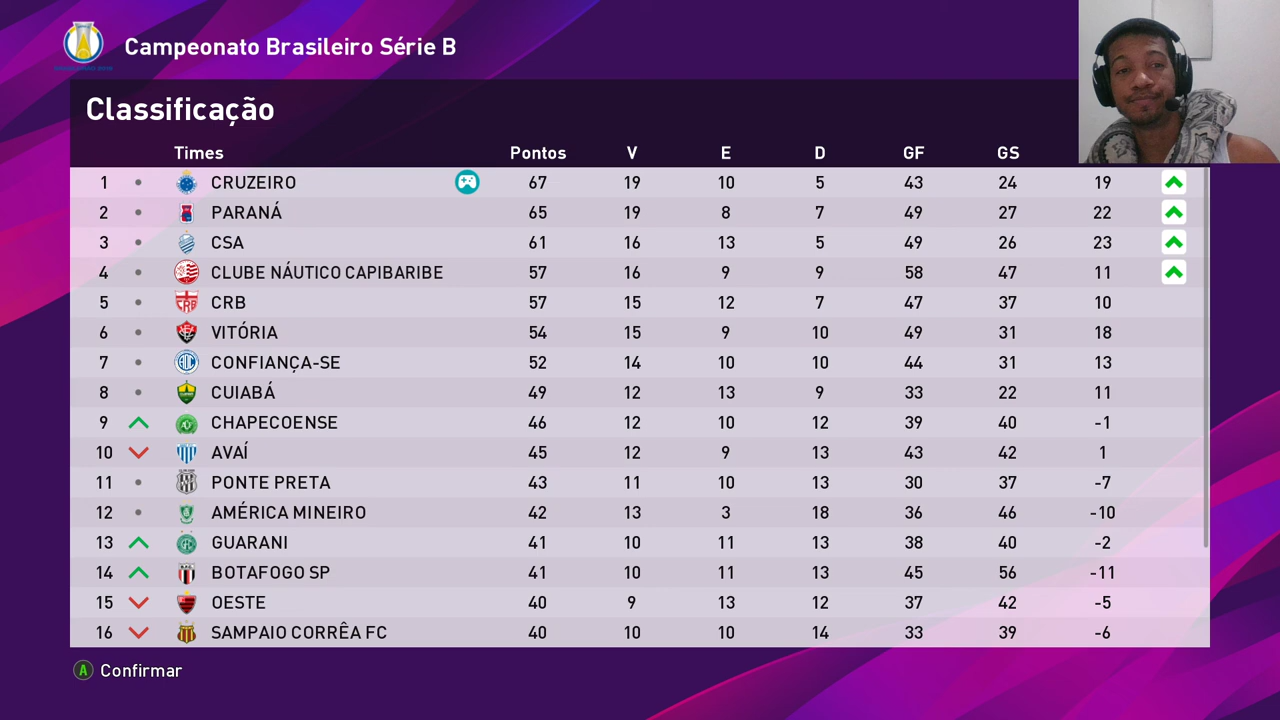 Campeonato Brasileiro Série B
Classificação
Times Pontos V E D GF GS
1 CRUZEIRO 67 19 10 5 43 24 19
2 PARANÁ 65 19 8 7 49 27 22
3 CSA 61 16 13 5 49 26 23
4 CLUBE NÁUTICO CAPIBARIBE 57 16 9 9 58 47 11
5 CRB 57 15 12 7 47 37 10
6 VITÓRIA 54 15 9 10 49 31 18
7 CONFIANÇA-SE 52 14 10 10 44 31 13
8 CUIABÁ 49 12 13 9 33 22 11
9 CHAPECOENSE 46 12 10 12 39 40 -1
10 AVAÍ 45 12 9 13 43 42 1
11 PONTE PRETA 43 11 10 13 30 37 -7
12 AMÉRICA MINEIRO 42 13 3 18 36 46 -10
13 GUARANI 41 10 11 13 38 40 -2
14 BOTAFOGO SP 41 10 11 13 45 56 -11
15 OESTE 40 9 13 12 37 42 -5
16 SAMPAIO CORRÊA FC 40 10 10 14 33 39 -6
A Confirmar